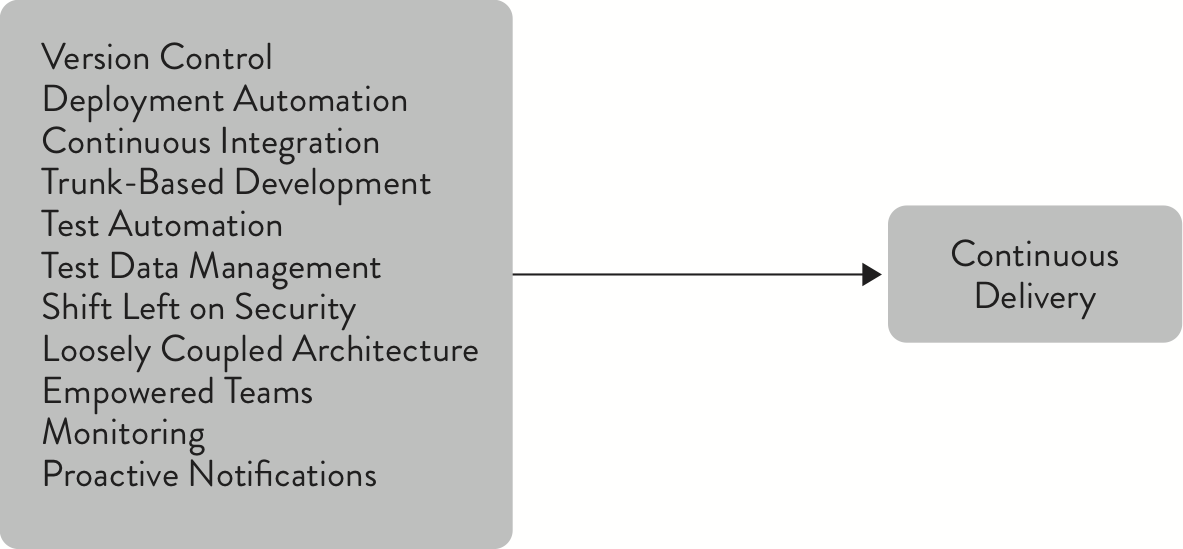 Version Control
Deployment Automation
Continuous Integration
Trunk-Based Development
Test Automation
Test Data Management
Shift Left on Security
Loosely Coupled Architecture
Empowered Teams
Monitoring
Proactive Notifications
Continuous
Delivery